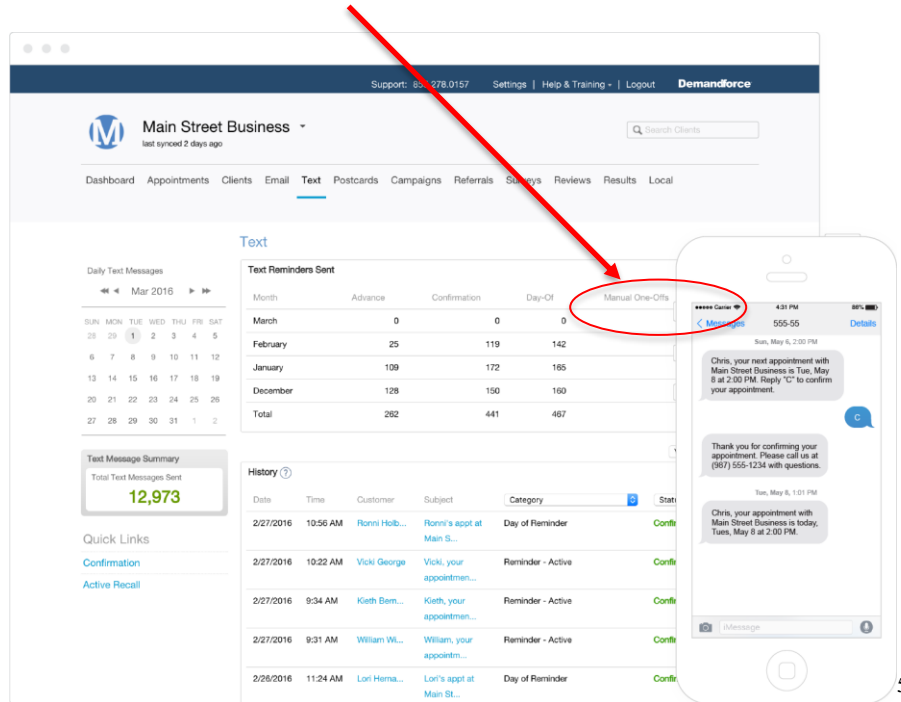 Support: 85 278.0157 Settings | Help & Training | Logout Demandforce
M Main Street Business
last synced 2 days ago
Search Clients
Dashboard Appointments Clients Email Text Postcards Campaigns Referrals Surveys Reviews Results Local
Text
Daily Text Messages
Mar 2016
SUN MON TUE WED THU FRI SAT
28 29 1 2 3 4 5
6 7 8 9 10 11 12
13 14 15 16 17 18 19
20 21 22 23 24 25 26
27 28 29 30 31 1 2
Text Message Summary
Total Text Messages Sent
12,973
Quick Links
Confirmation
Active Recall
Text Reminders Sent
Month Advance Confirmation Day-Of Manual One-Offs
March 0 0 0
February 25 119 142
January 109 172 165
December 128 150 160
Total 262 441 467
History ?
Date Time Customer Subject Category Stat
2/27/2016 10:56 AM Ronni Holb... Ronni's appt at Day of Reminder Confir
Main S...
2/27/2016 10:22 AM Vicki George Vicki, your Reminder - Active Confir
appointmen...
2/27/2016 9:34 AM Kieth Bern... Kieth, your Reminder - Active Confir
appointmen...
2/27/2016 9:31 AM William Wi... William, your Reminder - Active Confir
appointm...
2/26/2016 11:24 AM Lori Herna... Lori's appt at Day of Reminder Confir
Main St...
Carrier 4:31 PM 88%
Messages 555-55 Details
Sun, May 6, 2:00 PM
Chris, your next appointment with
Main Street Business is Tue, May
8 at 2:00 PM. Reply "C" to confirm
your appointment.
C
Thank you for confirming your
appointment. Please call us at
(987) 555-1234 with questions.
Tue, May 8, 1:01 PM
Chris, your appointment with
Main Street Business is today,
Tues, May 8 at 2:00 PM.
iMessage